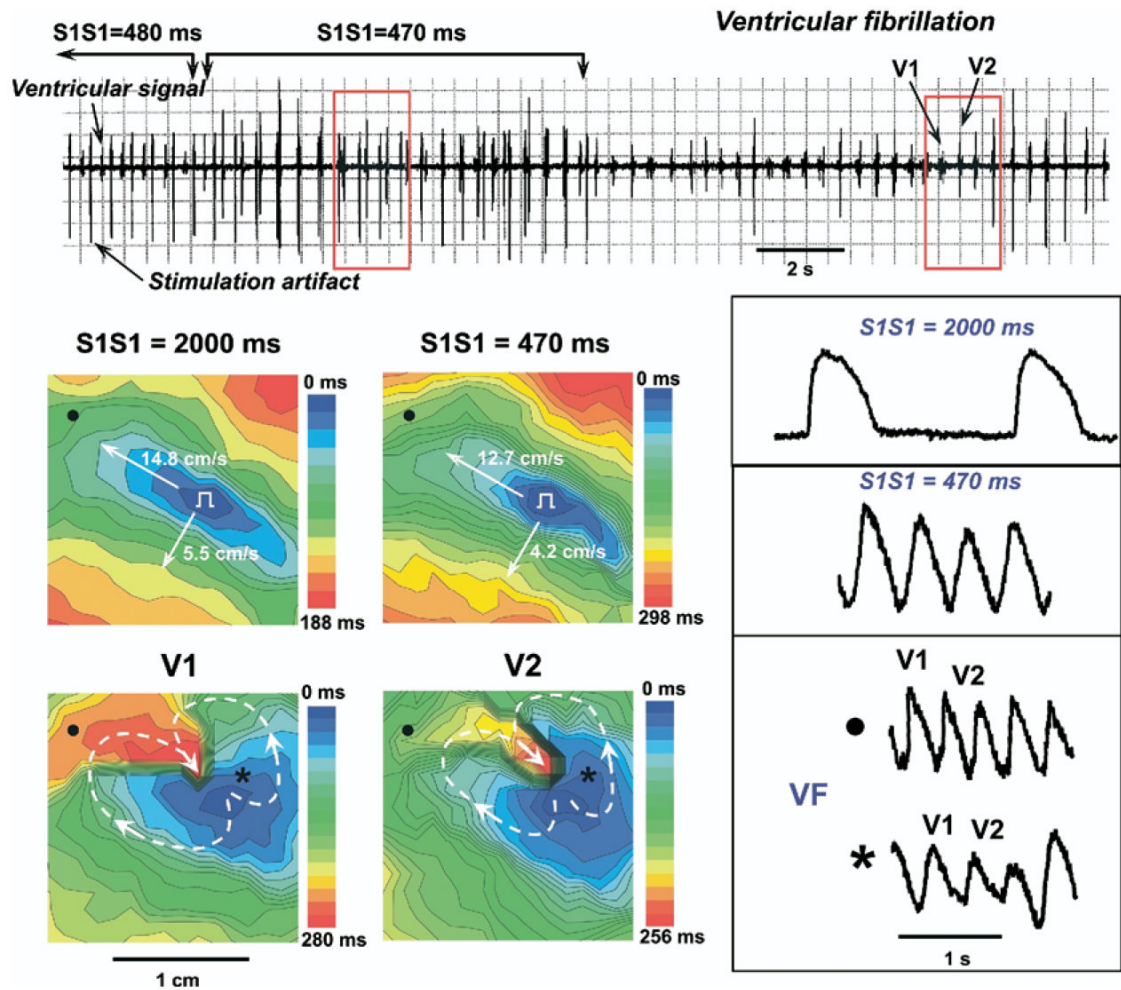 S1S1=480 ms
S1S1=470 ms
Ventricular fibrillation
Ventricular signal
V1
V2
Stimulation artifact
2 s
S1S1 = 2000 ms
S1S1 = 470 ms
0 ms
0 ms
14.8 cm/s
12.7 cm/s
5.5 cm/s
4.2 cm/s
188 ms
298 ms
V1
V2
0 ms
0 ms
*
*
280 ms
256 ms
1 cm
S1S1 = 2000 ms
S1S1 = 470 ms
V1
V2
VF
*
V1
V2
1 s